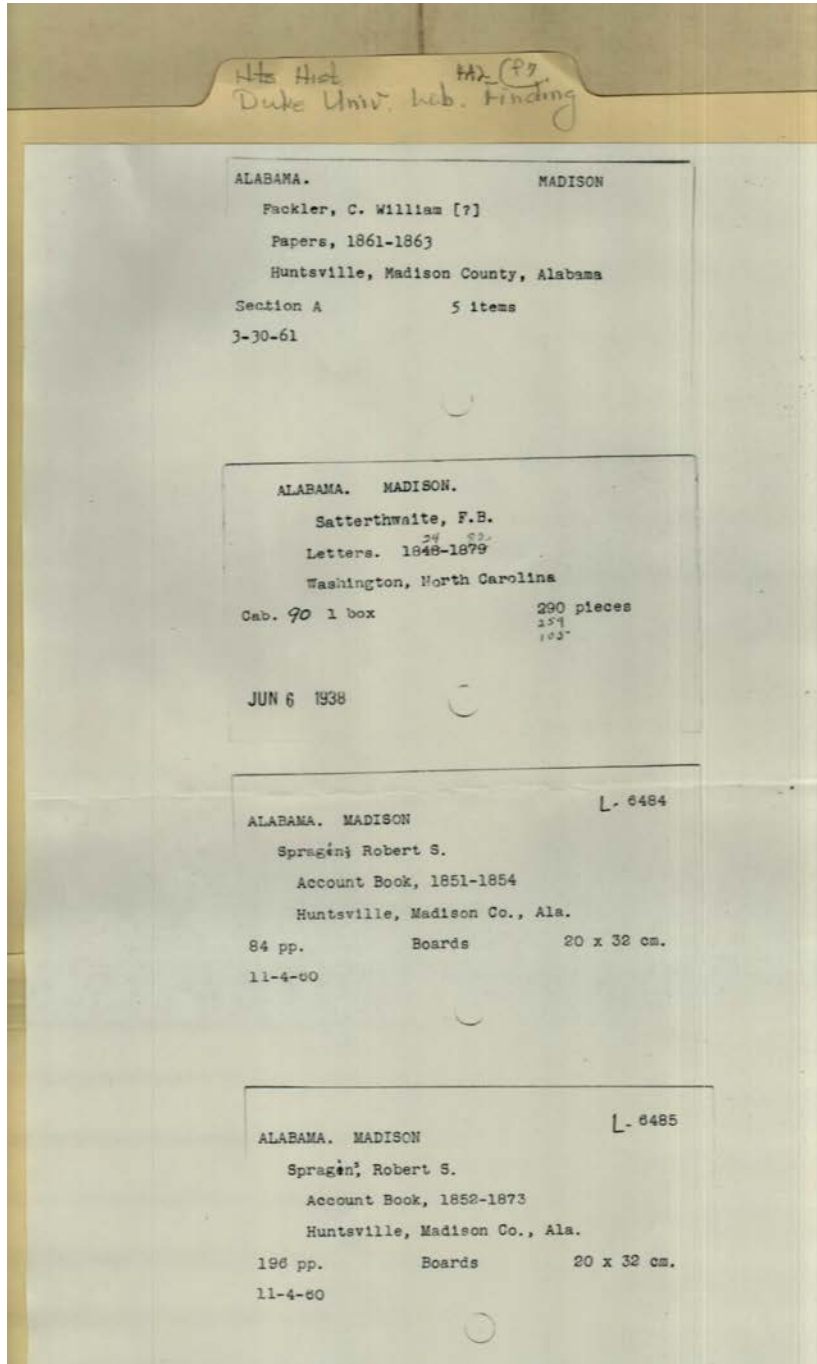 Hts Hist
Duke Univ. Lib. Finding
ALABAMA. MADISON
Fackler, C. William [?]
Papers, 1861-1863
Huntsville, Madison County, Alabama
Section A 5 items
3-30-61
ALABAMA. MADISON.
Satterthwaite, F.B.
Letters. 1848-1879
Washington, North Carolina
Cab. 90 1 box 290 pieces
259
JUN 6 1938
L- 6484
ALABAMA. MADISON
Spragin, Robert S.
Account Book, 1851-1854
Huntsville, Madison Co., Ala.
84 pp. Boards 20 x 32 cm.
11-4-60
L- 6485
ALABAMA. MADISON
Spragin, Robert S.
Account Book, 1852-1873
Huntsville, Madison Co., Ala.
196 pp. Boards 20 x 32 cm.
11-4-60